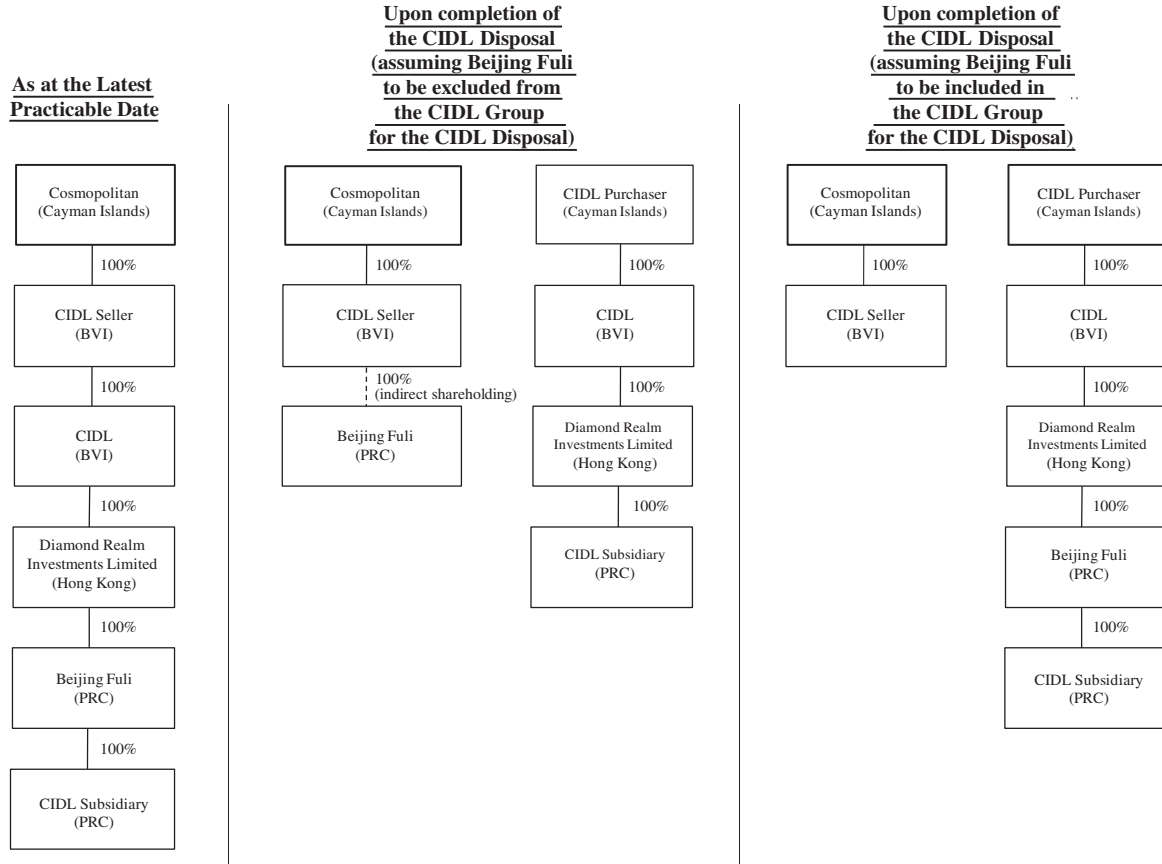 As at the Latest
Practicable Date
Cosmopolitan
(Cayman Islands)
100%
CIDL Seller
(BVI)
100%
CIDL
(BVI)
100%
Diamond Realm
Investments Limited
(Hong Kong)
100%
Beijing Fuli
(PRC)
100%
CIDL Subsidiary
(PRC)
Upon completion of
the CIDL Disposal
(assuming Beijing Fuli
to be excluded from
the CIDL Group
for the CIDL Disposal)
Cosmopolitan
(Cayman Islands)
100%
CIDL Seller
(BVI)
100%
(indirect shareholding)
Beijing Fuli
(PRC)
CIDL Purchaser
(Cayman Islands)
100%
CIDL
(BVI)
100%
Diamond Realm
Investments Limited
(Hong Kong)
100%
CIDL Subsidiary
(PRC)
Upon completion of
the CIDL Disposal
(assuming Beijing Fuli
to be included in
the CIDL Group
for the CIDL Disposal)
Cosmopolitan
(Cayman Islands)
100%
CIDL Seller
(BVI)
CIDL Purchaser
(Cayman Islands)
100%
CIDL
(BVI)
100%
Diamond Realm
Investments Limited
(Hong Kong)
100%
Beijing Fuli
(PRC)
100%
CIDL Subsidiary
(PRC)